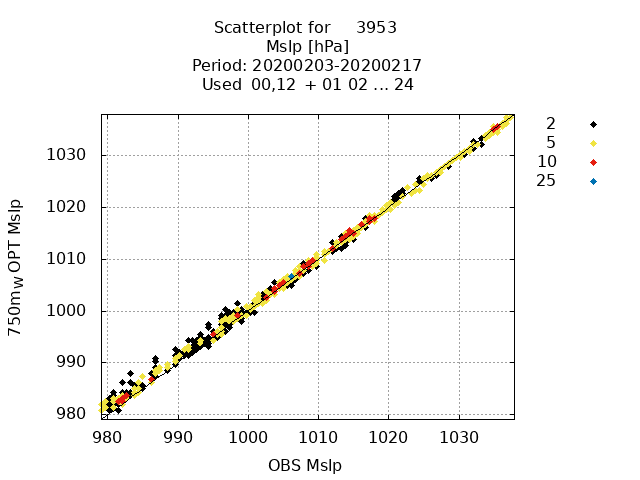 Scatterplot for 3953
Mslp [hPa]
Period: 20200203-20200217
Used 00,12 + 01 02 ... 24
2
5
10
25
1030
1020
1010
1000
990
980
750mW OPT Mslp
980 990 1000 1010 1020 1030
OBS Mslp